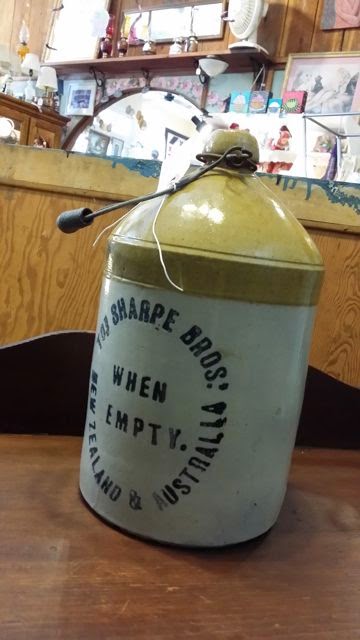 TO SHARPE BROS.
WHEN
EMPTY.
NEW ZEALAND & AUSTRALIA